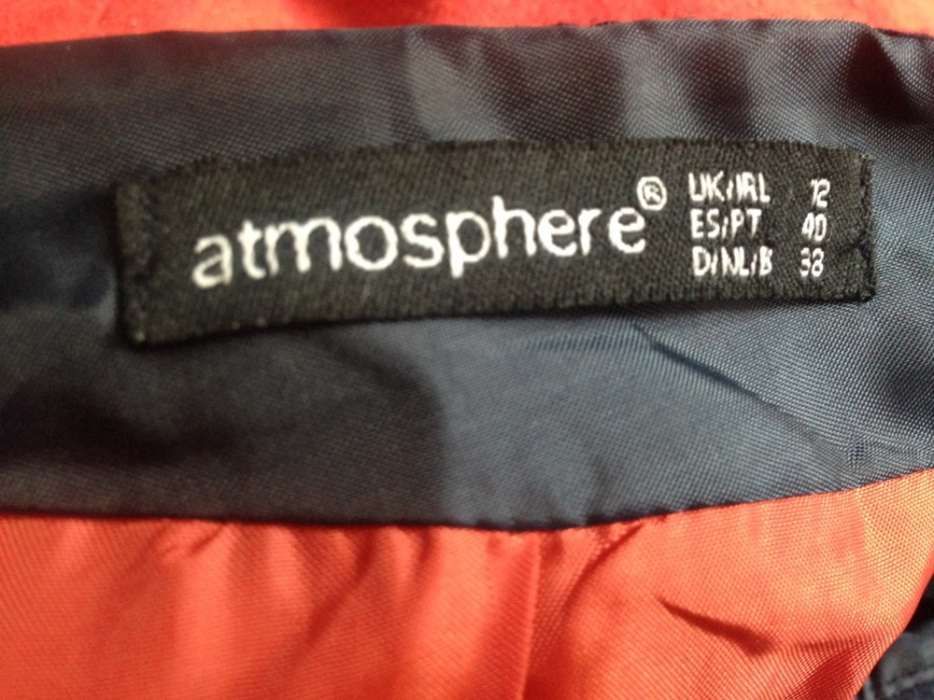 atmosphere®
UK/IRL 12
ES/PT 40
D/NL/B 38